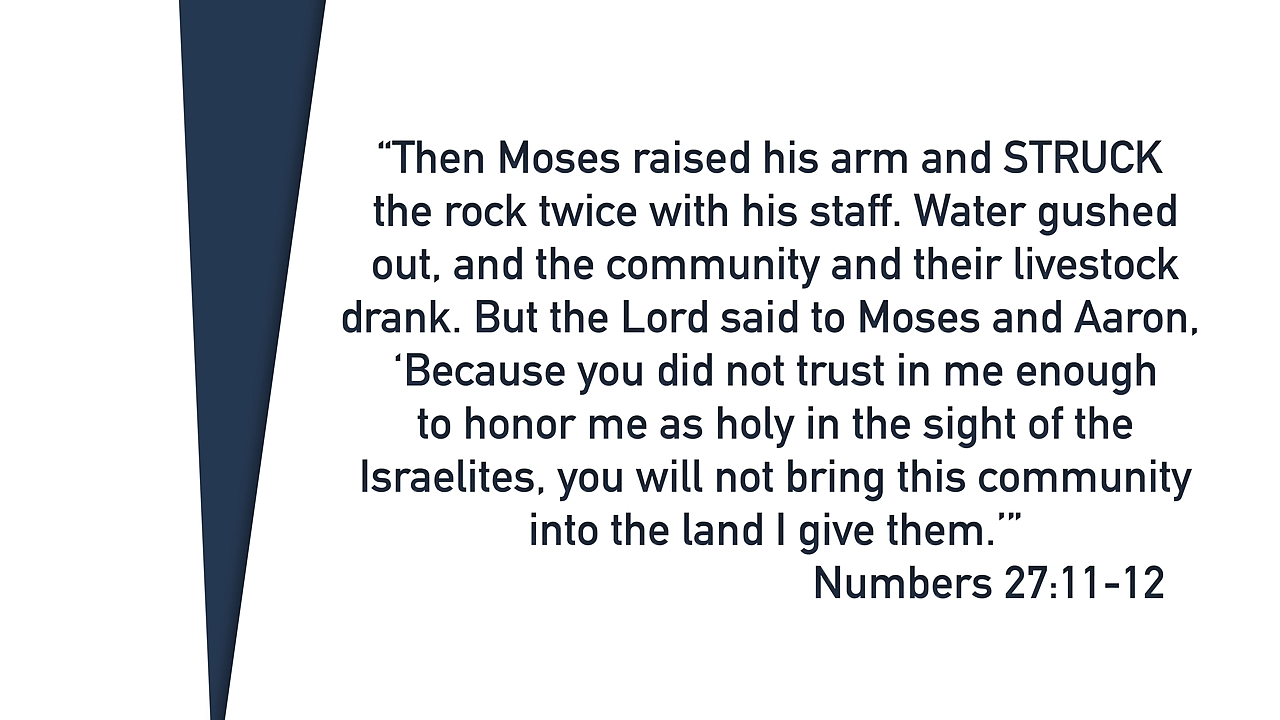 “Then Moses raised his arm and STRUCK
the rock twice with his staff. Water gushed
out, and the community and their livestock
drank. But the Lord said to Moses and Aaron,
‘Because you did not trust in me enough
to honor me as holy in the sight of the
Israelites, you will not bring this community
into the land I give them.’”
Numbers 27:11-12